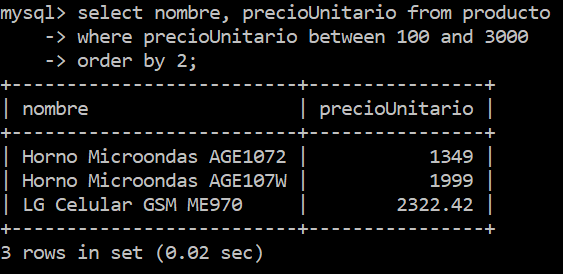 mysql> select nombre, precioUnitario from producto
    -> where precioUnitario between 100 and 3000
    -> order by 2;
+--------------------------+----------------+
| nombre                   | precioUnitario |
+--------------------------+----------------+
| Horno Microondas AGE1072 |           1349 |
| Horno Microondas AGE107W |           1999 |
| LG Celular GSM ME970     |        2322.42 |
+--------------------------+----------------+
3 rows in set (0.02 sec)